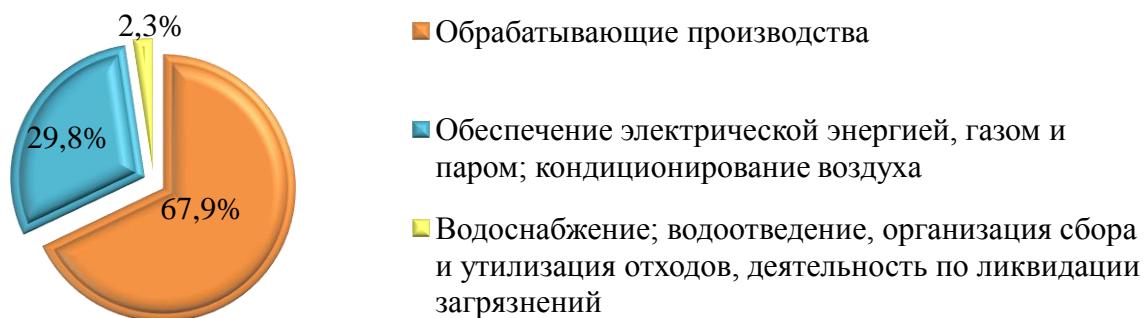 2,3%
29,8%
67,9%
Обрабатывающие производства
Обеспечение электрической энергией, газом и
паром; кондиционирование воздуха
Водоснабжение; водоотведение, организация сбора
и утилизация отходов, деятельность по ликвидации
загрязнений